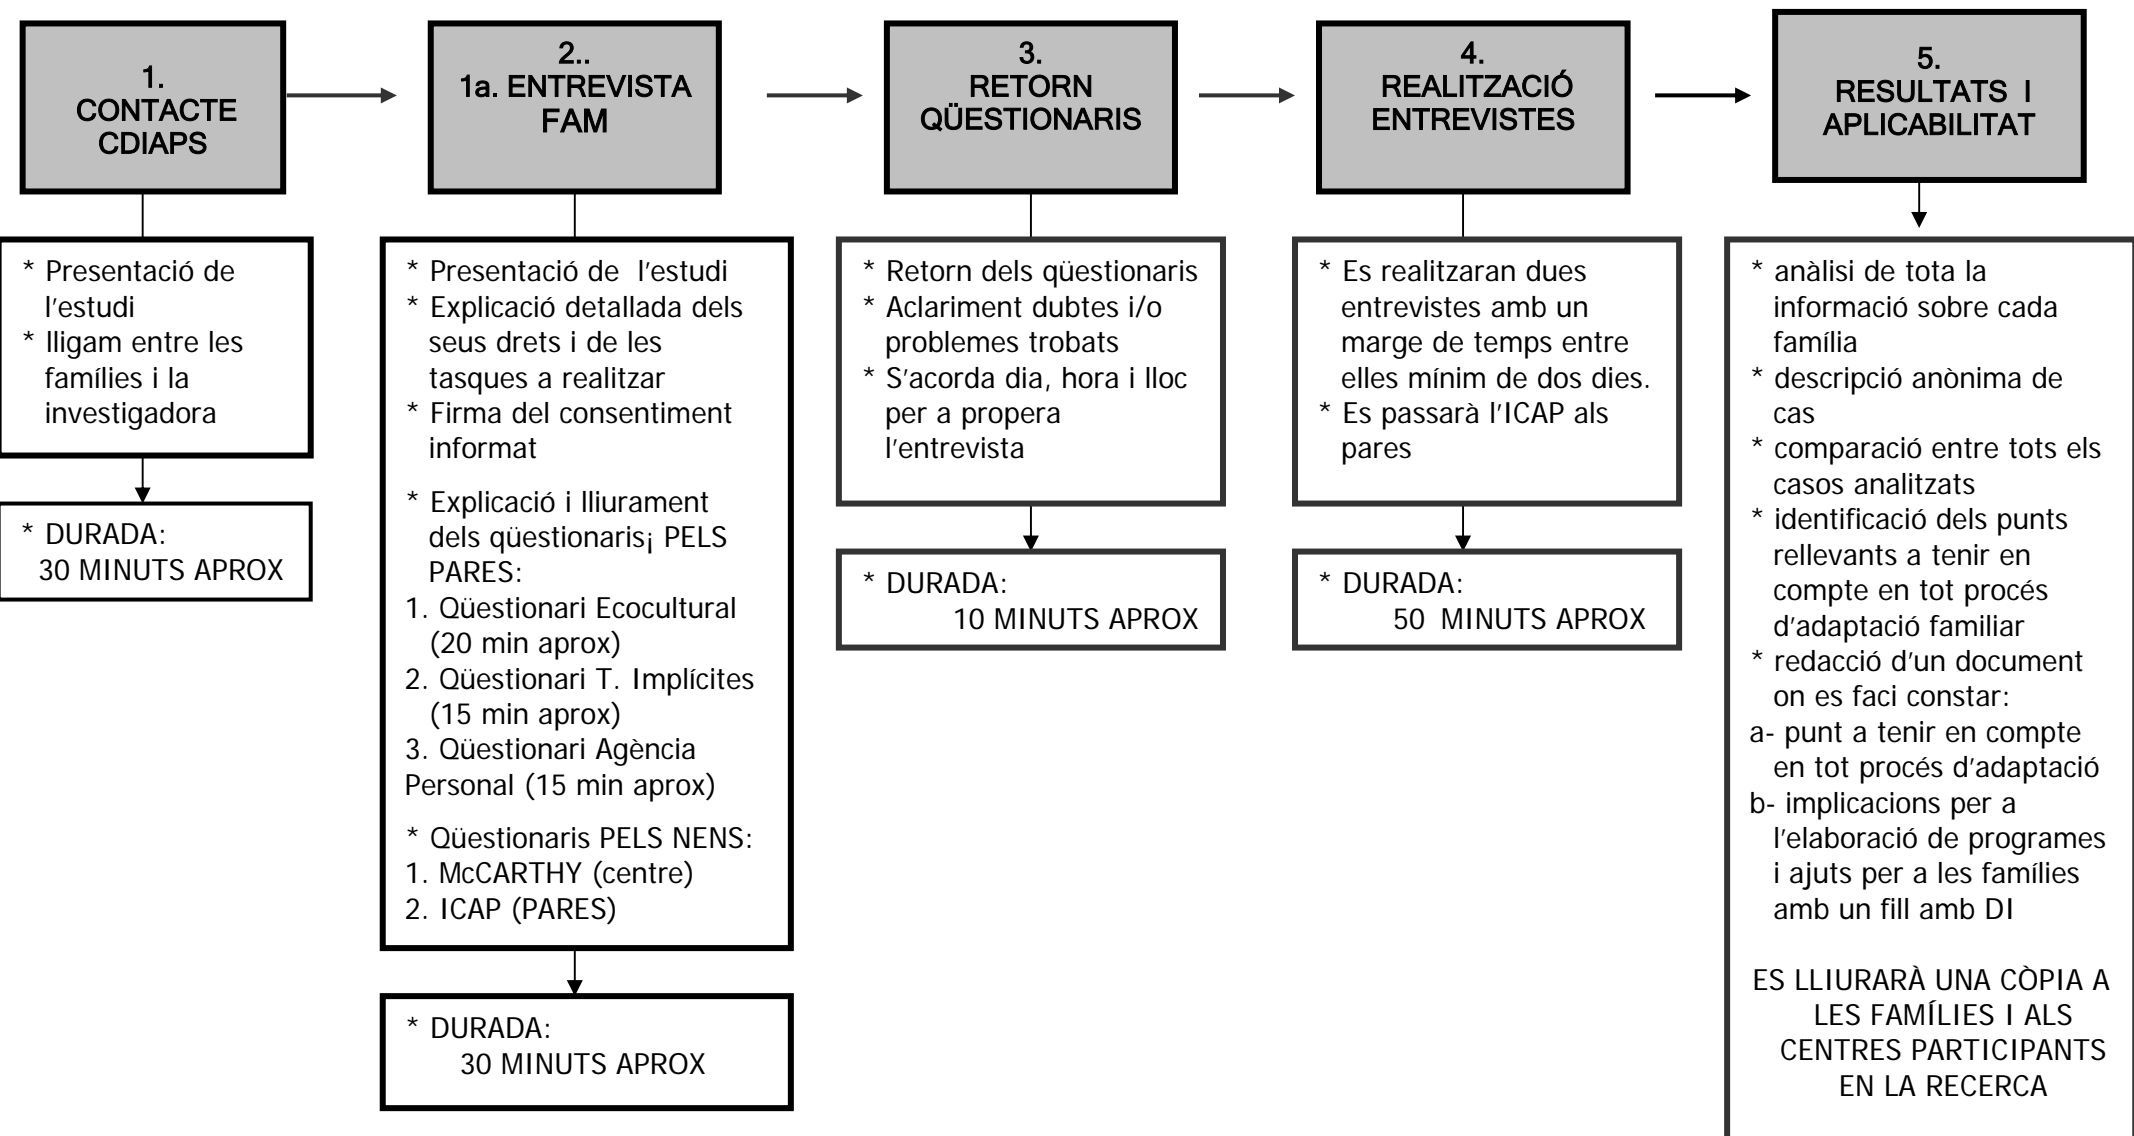 1.
CONTACTE
CDIAPS
2..
1a. ENTREVISTA
FAM
3.
RETORN
QÜESTIONARIS
4.
REALITZACIÓ
ENTREVISTES
5.
RESULTATS I
APLICABILITAT
* Presentació de
l'estudi
* lligam entre les
famílies i la
investigadora
* DURADA:
30 MINUTS APROX
* Presentació de l'estudi
* Explicació detallada dels
seus drets i de les
tasques a realitzar
* Firma del consentiment
informat
* Explicació i lliurament
dels qüestionaris¡ PELS
PARES:
1. Qüestionari Ecocultural
(20 min aprox)
2. Qüestionari T. Implícites
(15 min aprox)
3. Qüestionari Agència
Personal (15 min aprox)
* Qüestionaris PELS NENS:
1. McCARTHY (centre)
2. ICAP (PARES)
* DURADA:
30 MINUTS APROX
* Retorn dels qüestionaris
* Aclariment dubtes i/o
problemes trobats
* S'acorda dia, hora i lloc
per a propera
l'entrevista
* DURADA:
10 MINUTS APROX
* Es realitzaran dues
entrevistes amb un
marge de temps entre
elles mínim de dos dies.
* Es passarà l'ICAP als
pares
* DURADA:
50 MINUTS APROX
* anàlisi de tota la
informació sobre cada
família
* descripció anònima de
cas
* comparació entre tots els
casos analitzats
* identificació dels punts
rellevants a tenir en
compte en tot procés
d'adaptació familiar
* redacció d'un document
on es faci constar:
a- punt a tenir en compte
en tot procés d'adaptació
b- implicacions per a
l'elaboració de programes
i ajuts per a les famílies
amb un fill amb DI
ES LLIURARÀ UNA CÒPIA A
LES FAMÍLIES I ALS
CENTRES PARTICIPANTS
EN LA RECERCA